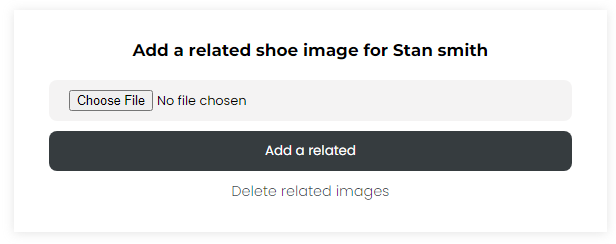 Add a related shoe image for Stan smith
Choose File No file chosen
Add a related
Delete related images